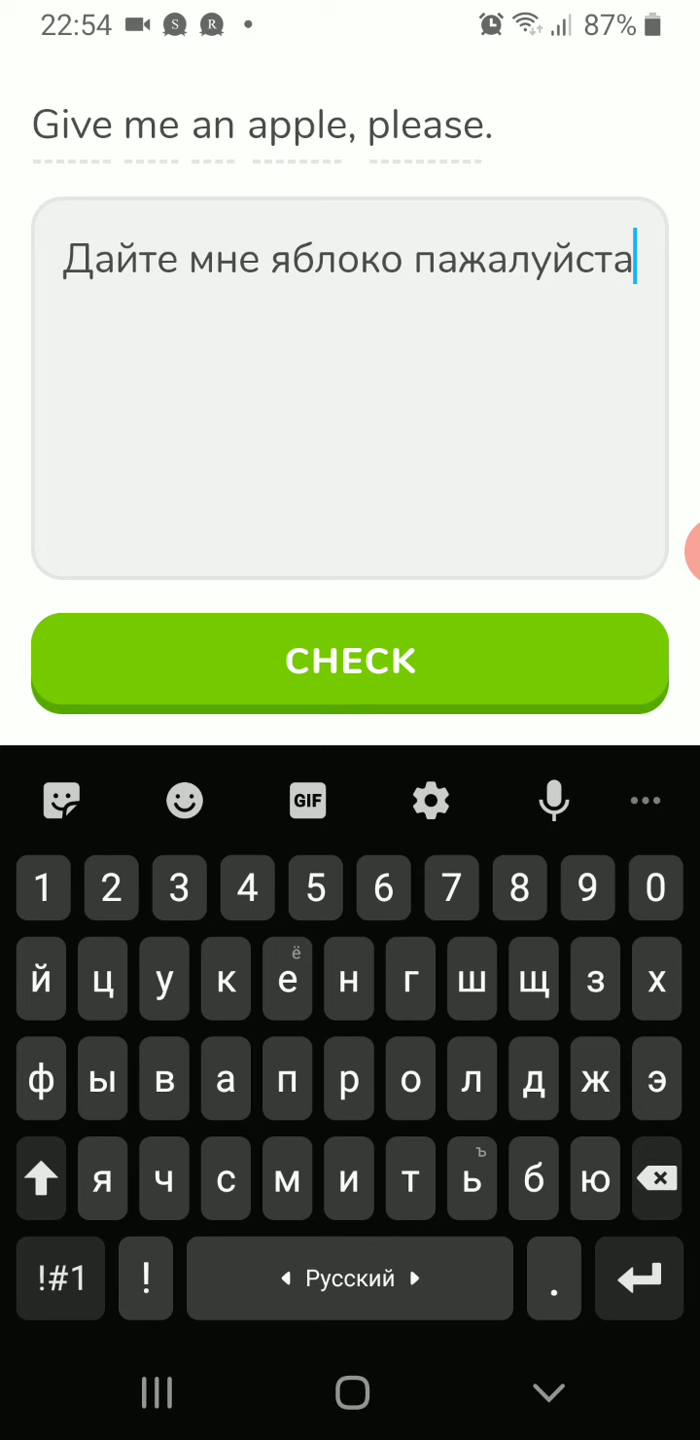 22:54 S R 87%
Give me an apple, please.
Дайте мне яблоко пажалуйста
CHECK
GIF
1 2 3 4 5 6 7 8 9 0
ё
й ц у к е н г ш щ з х
ф ы в а п р о л д ж э
ъ
я ч с м и т ь б ю
!#1 ! Русский .